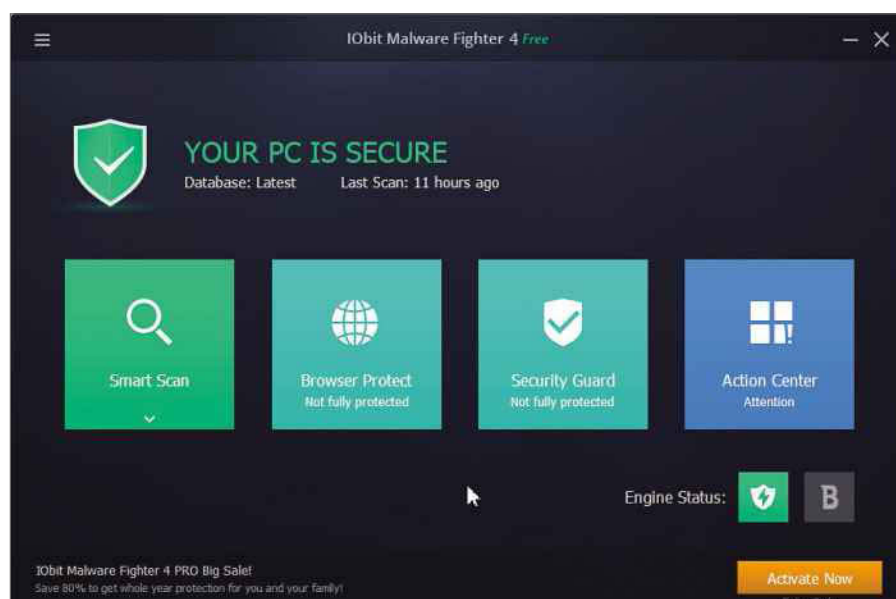 IObit Malware Fighter 4 Free
YOUR PC IS SECURE
Database: Latest Last Scan: 11 hours ago
Smart Scan
Browser Protect
Not fully protected
Security Guard
Not fully protected
Action Center
Attention
Engine Status:
B
IObit Malware Fighter 4 PRO Big Sale!
Save 80% to get whole year protection for you and your family!
Activate Now